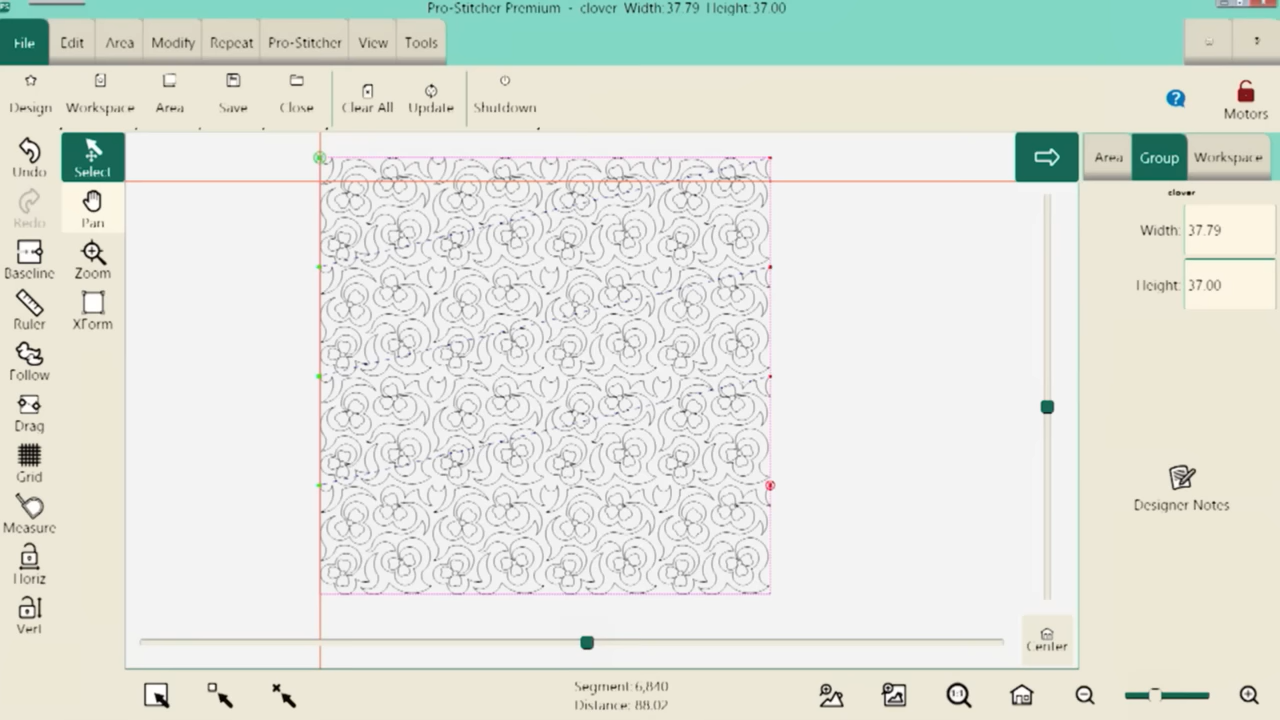 Pro-Stitcher Premium - clover Width: 37.79 Height: 37.00
File Edit Area Modify Repeat Pro-Stitcher View Tools
Design Workspace Area Save Close Clear All Update Shutdown Motors
Undo Select Area Group Workspace
clover
Redo Pan Width: 37.79
Baseline Zoom Height: 37.00
Ruler XForm
Follow
Drag
Grid
Measure Designer Notes
Horiz
Vert
Center
Segment: 6,840
Distance: 88.02
1:1